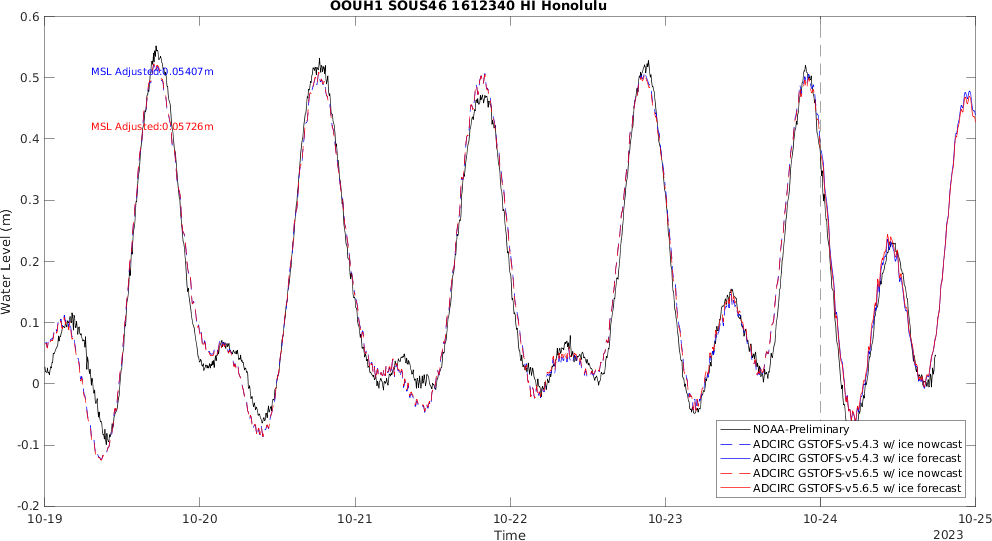 OOUH1 SOUS46 1612340 HI Honolulu
0.6
0.5
0.4
0.3
0.2
0.1
0
-0.1
-0.2
Water Level (m)
MSL Adjusted:0.05407m
MSL Adjusted:0.05726m
NOAA-Preliminary
ADCIRC GSTOFS-v5.4.3 w/ ice nowcast
ADCIRC GSTOFS-v5.4.3 w/ ice forecast
ADCIRC GSTOFS-v5.6.5 w/ ice nowcast
ADCIRC GSTOFS-v5.6.5 w/ ice forecast
10-19 10-20 10-21 10-22 10-23 10-24 10-25
Time
2023